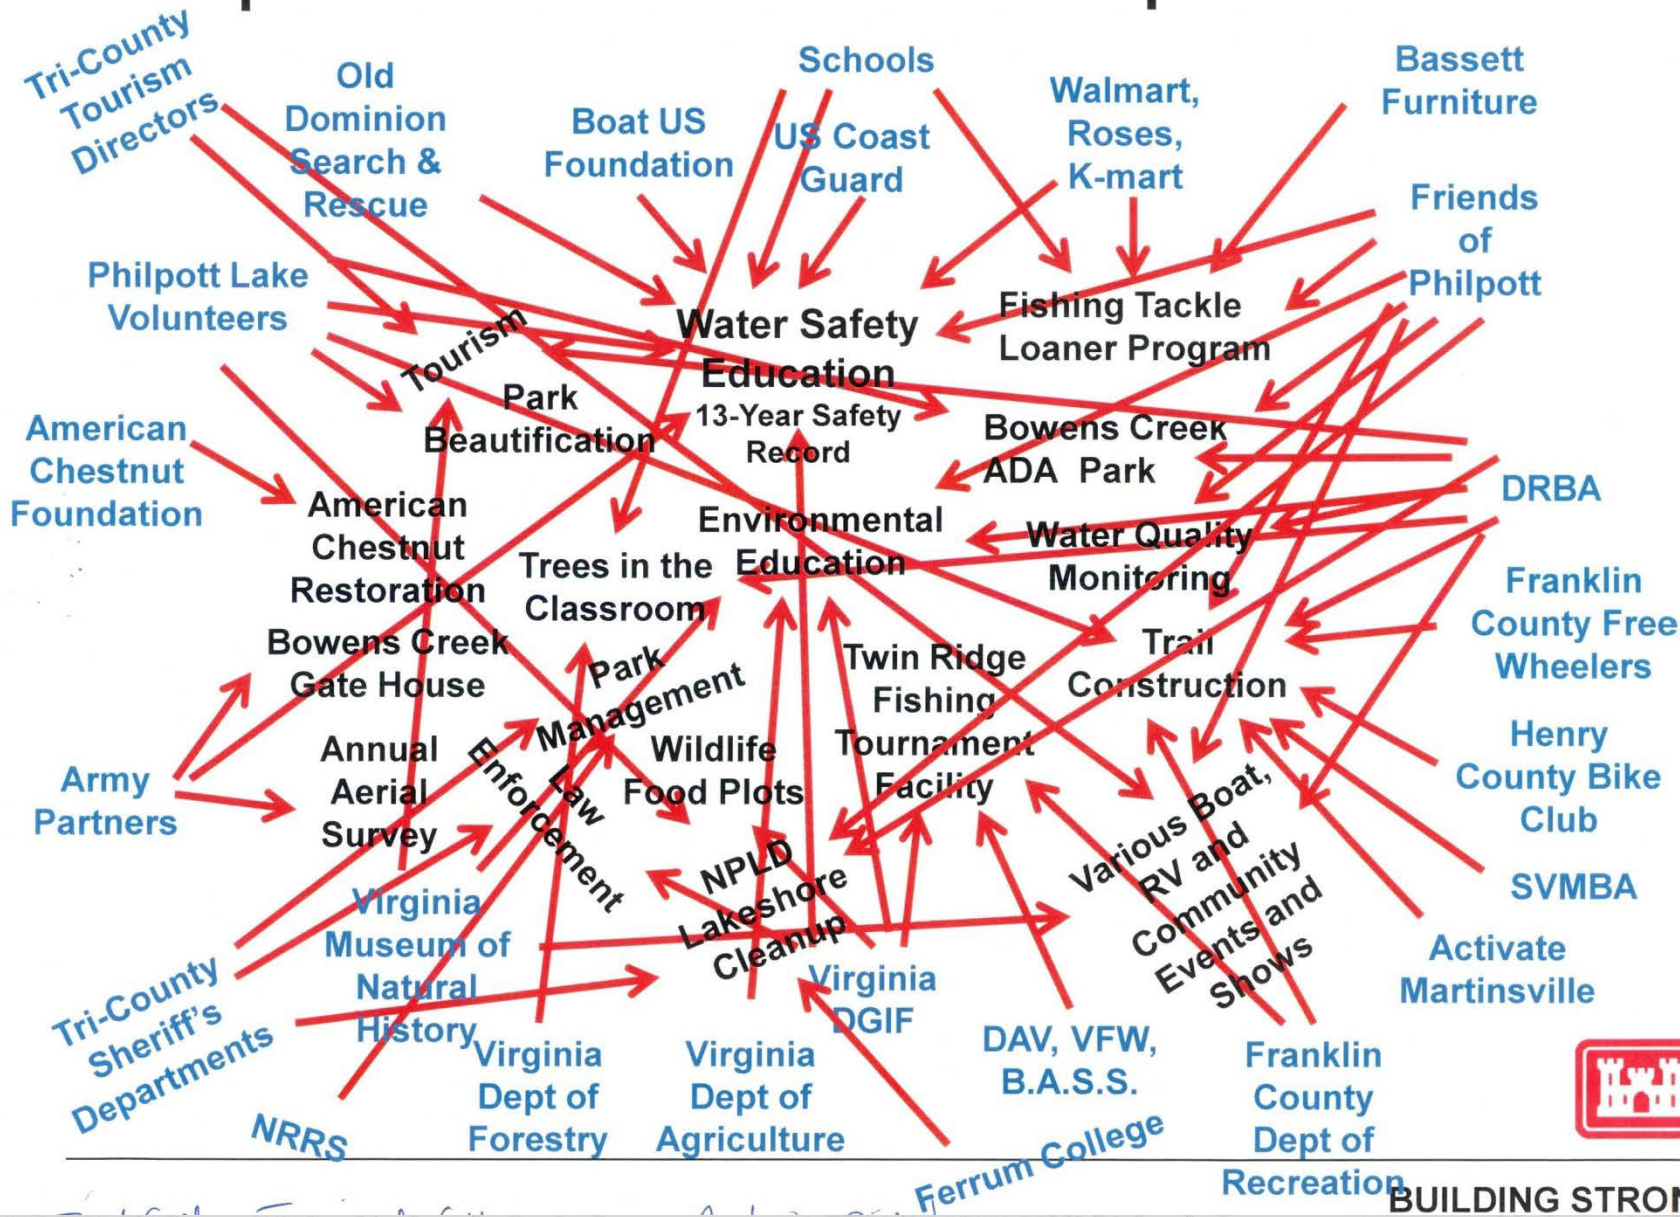 Tri-County
Tourism
Directors
Old
Dominion
Search &
Rescue
Boat US
Foundation
Schools
US Coast
Guard
Walmart,
Roses,
K-mart
Bassett
Furniture
Friends
of
Philpott
Philpott Lake
Volunteers
Tourism
Water Safety
Education
13-Year Safety
Record
Fishing Tackle
Loaner Program
Park
Beautification
Bowens Creek
ADA Park
American
Chestnut
Foundation
American
Chestnut
Restoration
Trees in the
Classroom
Environmental
Education
Water Quality
Monitoring
DRBA
Franklin
County Free
Wheelers
Bowens Creek
Gate House
Park
Management
Twin Ridge
Fishing
Tournament
Facility
Trail
Construction
Army
Partners
Annual
Aerial
Survey
Law
Enforcement
Wildlife
Food Plots
Henry
County Bike
Club
NPLD
Lakeshore
Cleanup
Various Boat,
RV and
Community
Events and
Shows
SVMBA
Activate
Martinsville
Tri-County
Sheriff's
Departments
Virginia
Museum of
Natural
History
Virginia
DGIF
NRRS
Virginia
Dept of
Forestry
Virginia
Dept of
Agriculture
DAV, VFW,
B.A.S.S.
Ferrum College
Franklin
County
Dept of
Recreation
BUILDING STRON